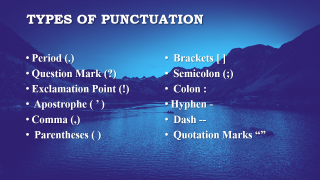 TYPES OF PUNCTUATION
• Period (.)
• Question Mark (?)
• Exclamation Point (!)
• Apostrophe ( ’ )
• Comma (,)
• Parentheses ( )
• Brackets [ ]
• Semicolon (;)
• Colon :
• Hyphen -
• Dash --
• Quotation Marks “”